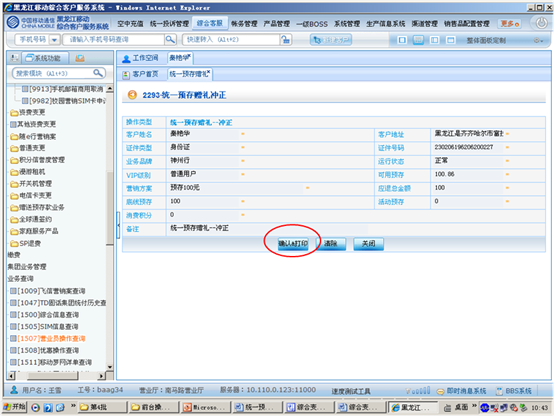 黑龙江移动综合客户服务系统 - Windows Internet Explorer
中国移动通信 CHINA MOBILE
黑龙江移动
综合客户服务系统
空中充值 统一投诉管理 综合客服 账务管理 产品管理 一级BOSS 系统管理 生产信息系统 渠道管理 销售品配置管理 更多
手机号码 请输入手机号码查询 快速转入 (Alt+2) 整体面板定制
系统功能
搜索模块 (Alt+3)
[9913]手机邮箱商用取消
[9982]校园营销SIM卡申请
资费变更
其他变更
随e行营销案
普通变更
积分信誉度管理
漫游租机
开关机管理
电信卡变更
赠送预存款业务
全球通签约
家庭服务产品
SP退费
缴费
集团业务管理
业务查询
[1009]飞信营销案查询
[1047]TD固话集团统付历史查
[1500]综合信息查询
[1505]SIM信息查询
[1507]营业员操作查询
[1508]优惠操作查询
[1511]移动梦网详单查询
工作空间 秦艳华
客户首页 统一预存赠礼
2293-统一预存赠礼冲正
操作类型 统一预存赠礼--冲正
客户姓名 秦艳华 客户地址 黑龙江是齐齐哈尔市富拉
证件类型 身份证 证件号码 230206196206200227
业务品牌 神州行 运行状态 正常
VIP级别 普通用户 可用预存 100.86
营销方案 预存100元 应退总金额 100
底线预存 100 活动预存 0
消费积分 0
备注 统一预存赠礼--冲正
确认&打印 清除 关闭
用户名：王雪 工号：baag34 营业厅：南马路营业厅 服务器：10.110.0.123:11000 速度测试工具 即时消息系统 BBS系统
开始 第4批 前台操... Micros... 统一预... 综合变... 综合变... 黑龙江... 桌面 10:43